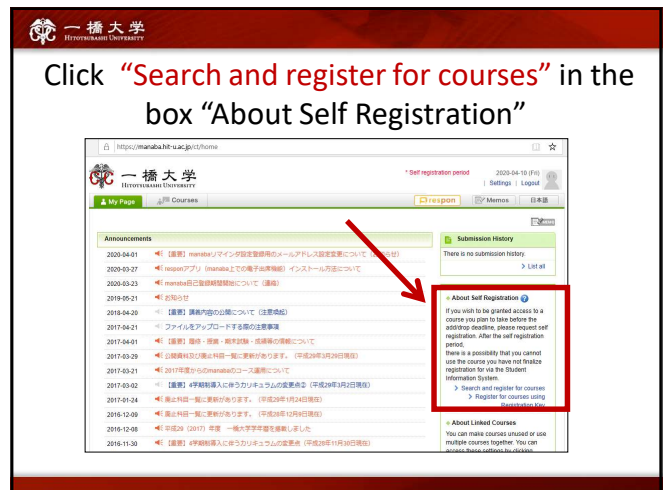 一橋大学
HITOTSUBASHI UNIVERSITY
Click “Search and register for courses” in the
box “About Self Registration”
https://manaba.hit-u.ac.jp/ct/home
一橋大学
HITOTSUBASHI UNIVERSITY
* Self registration period
2020-04-10 (Fri)
| Settings | Logout
My Page
Courses
respon
Memos
日本語
Announcements
2020-04-01 【重要】manabaリマインダ設定登録用のメールアドレス設定変更について（お知らせ）
2020-03-27 responアプリ（manaba上での電子出席機能）インストール方法について
2020-03-23 manaba自己登録期間開始について（連絡）
2019-05-21 お知らせ
2018-04-20 【重要】講義内容の公開について（注意喚起）
2017-04-21 ファイルをアップロードする際の注意事項
2017-04-01 【重要】履修・授業・期末試験・成績等の情報について
2017-03-29 公開資料及び廃止科目一覧に更新があります。（平成29年3月29日現在）
2017-03-21 2017年度からのmanabaのコース運用について
2017-03-02 【重要】4学期制導入に伴うカリキュラムの変更点②（平成29年3月2日現在）
2017-01-24 廃止科目一覧に更新があります。（平成29年1月24日現在）
2016-12-09 廃止科目一覧に更新があります。（平成28年12月9日現在）
2016-12-08 平成29（2017）年度 一橋大学学年暦を掲載しました
2016-11-30 【重要】4学期制導入に伴うカリキュラムの変更点（平成28年11月30日現在）
Submission History
There is no submission history.
> List all
About Self Registration
If you wish to be granted access to a
course you plan to take before the
add/drop deadline, please request self
registration. After the self registration
period,
there is a possibility that you cannot
use the course you have not finalize
registration for via the Student
Information System.
> Search and register for courses
> Register for courses using
Registration Key
About Linked Courses
You can make courses unused or use
multiple courses together. You can
access these settings by clicking